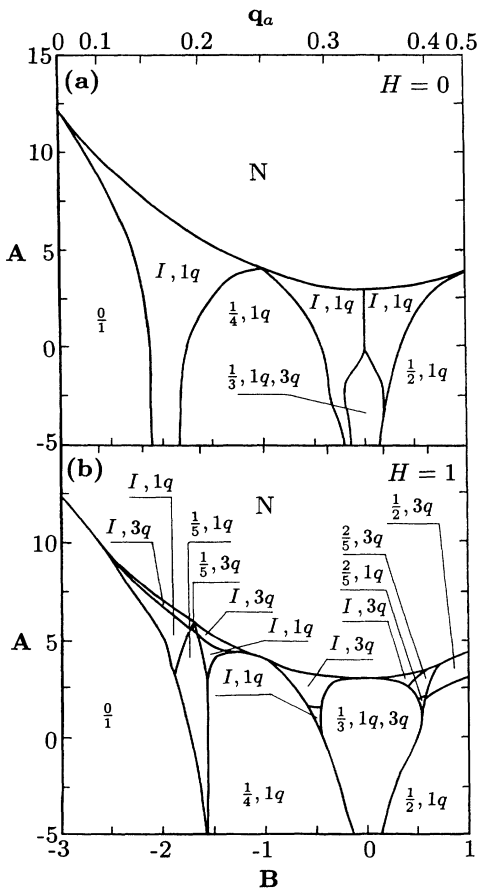 q_a
0 0.1 0.2 0.3 0.4 0.5
15
(a) H = 0
10
N
A 5
I , 1q
1/4, 1q I , 1q I , 1q
0/1
0
1/3, 1q, 3q 1/2, 1q
-5
(b) H = 1
I , 1q N 1/2, 3q
I , 3q 1/5, 1q
10 2/5, 3q
1/5, 3q 2/5, 1q
I , 3q I , 3q
A 5 I , 1q I , 3q
I , 1q
0/1 1/3, 1q, 3q
0
1/4, 1q 1/2, 1q
-5
-3 -2 -1 0 1
B